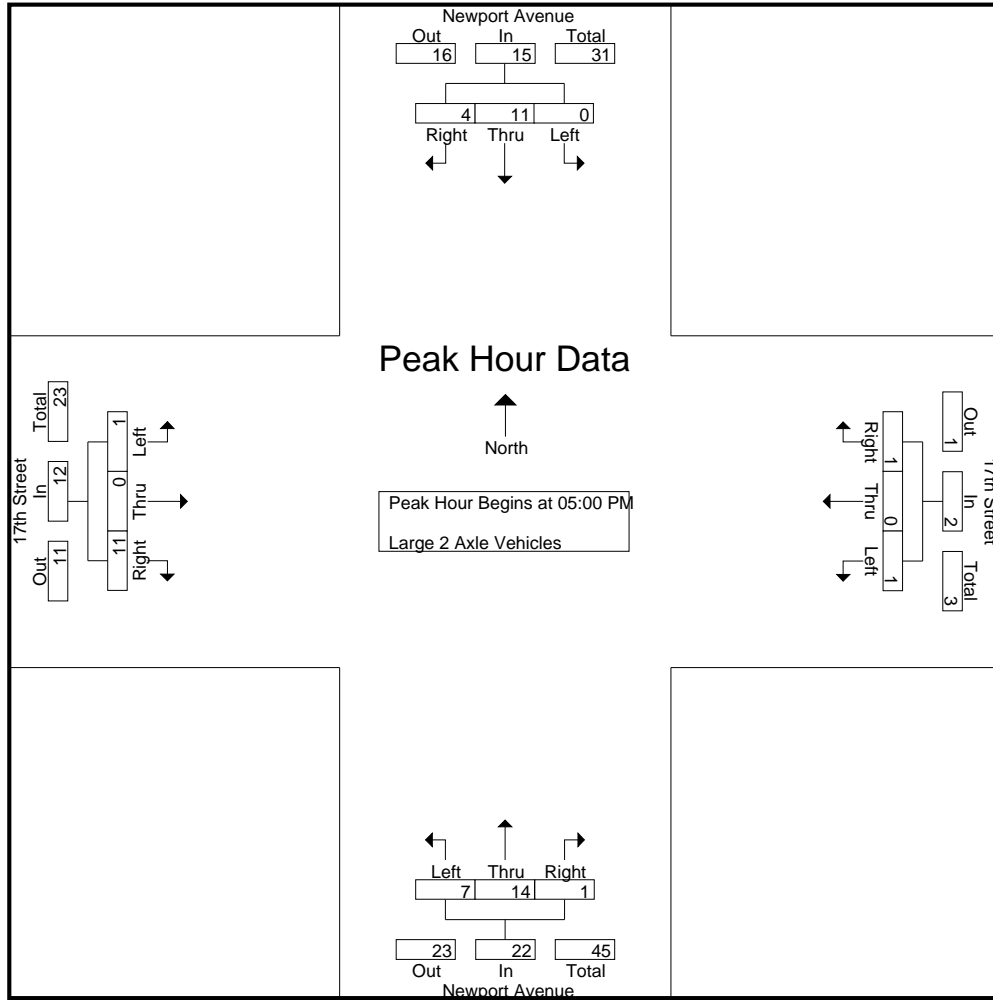 Newport Avenue
Out In Total
16 15 31
4 11 0
Right Thru Left
Peak Hour Data
North
Peak Hour Begins at 05:00 PM
Large 2 Axle Vehicles
17th Street
Total In Out
23 12 11
1 0 11
Left Thru Right
Right Thru Left
1 0 1
Out In Total
1 2 3
17th Street
Left Thru Right
7 14 1
23 22 45
Out In Total
Newport Avenue